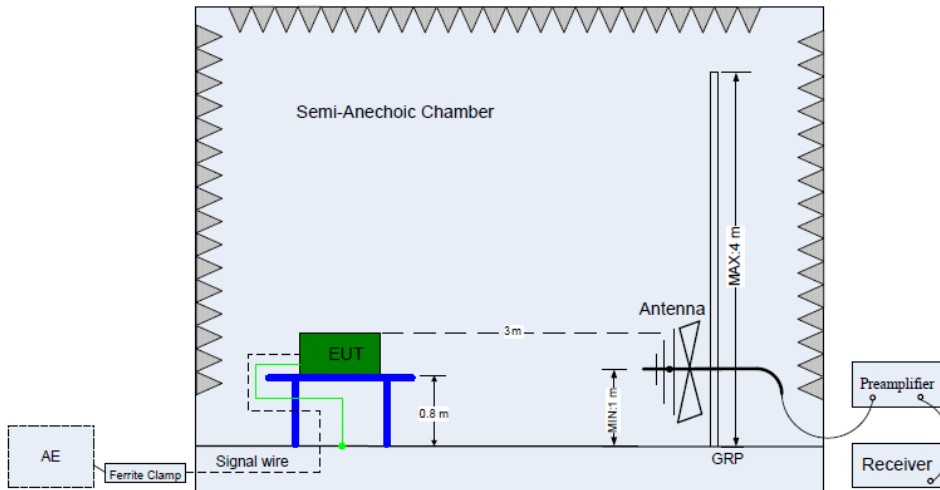 Semi-Anechoic Chamber
MAX:4 m
Antenna
3m
EUT
MIN:1 m
0.8 m
Preamplifier
AE
Ferrite Clamp
Signal wire
GRP
Receiver